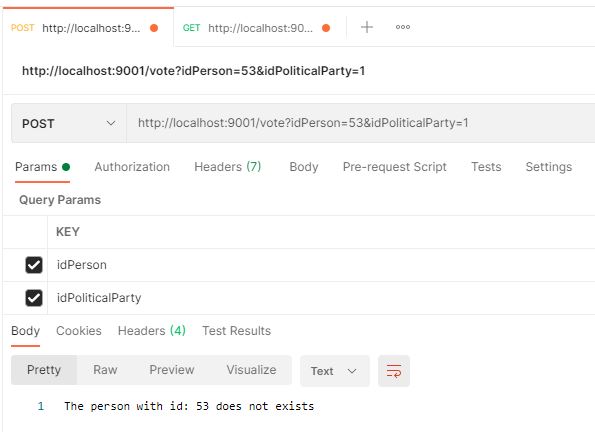 POST http://localhost:9... GET http://localhost:90...
http://localhost:9001/vote?idPerson=53&idPoliticalParty=1
POST http://localhost:9001/vote?idPerson=53&idPoliticalParty=1
Params Authorization Headers (7) Body Pre-request Script Tests Settings
Query Params
KEY
idPerson
idPoliticalParty
Body Cookies Headers (4) Test Results
Pretty Raw Preview Visualize Text
1 The person with id: 53 does not exists